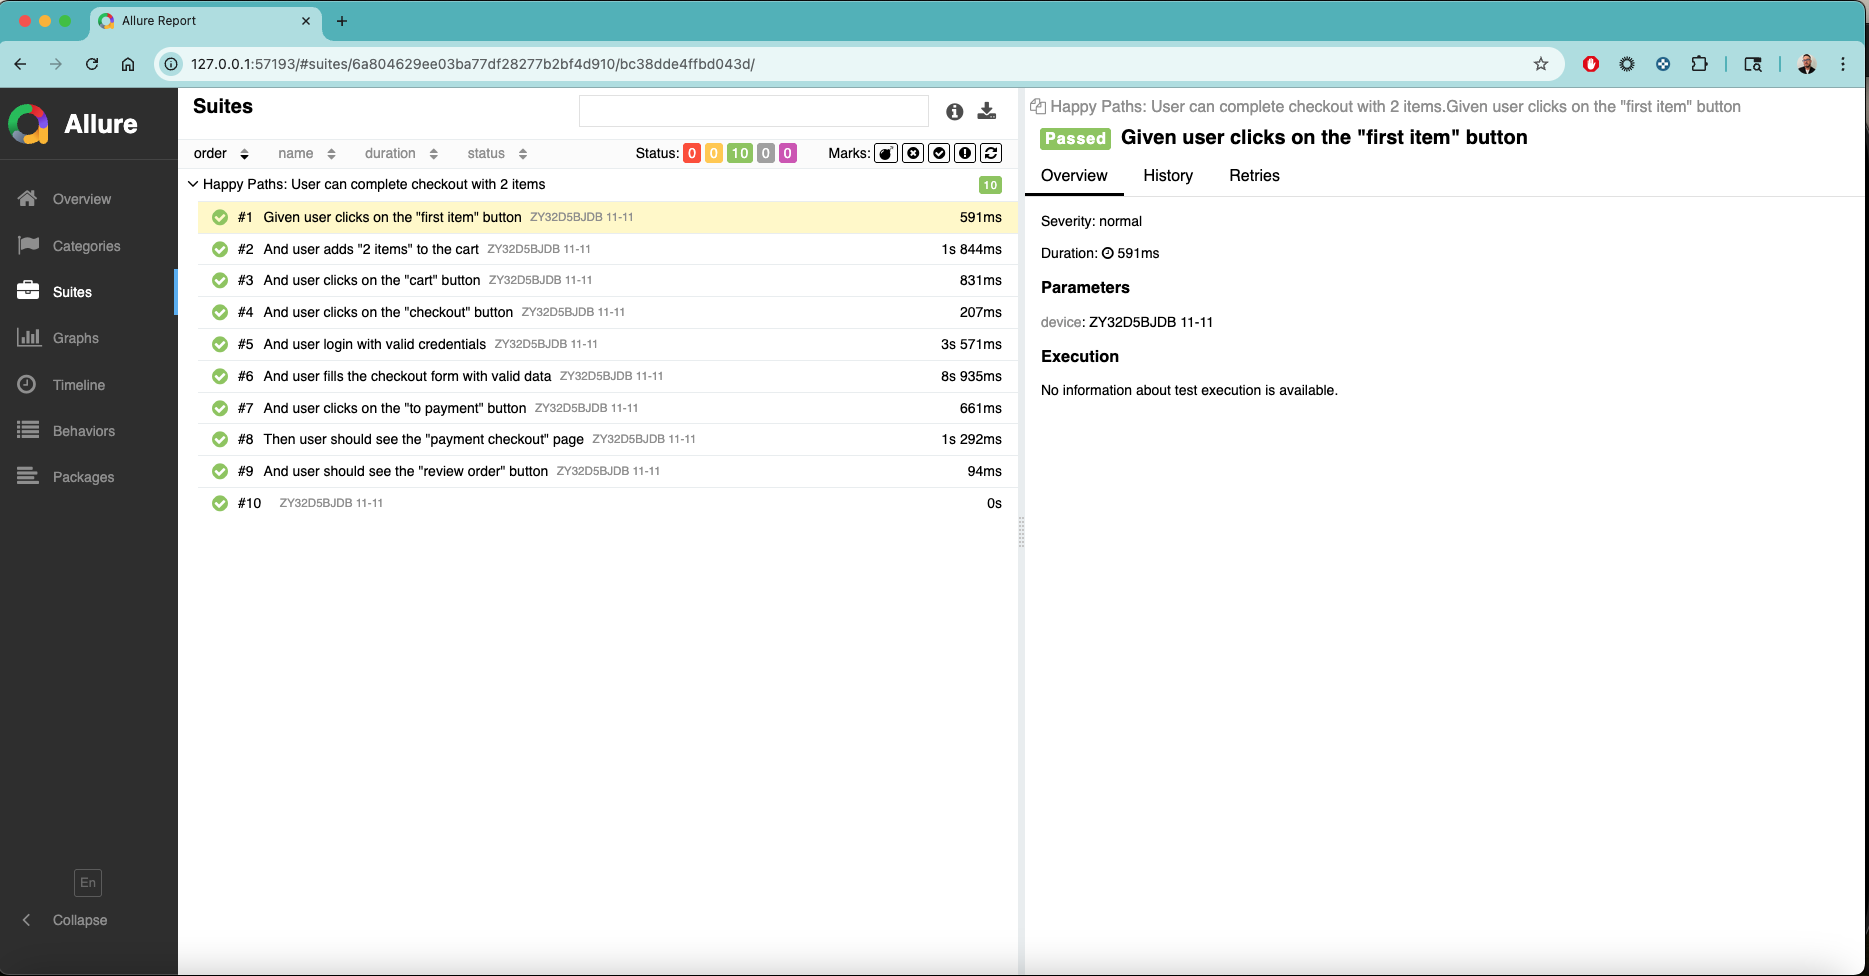 Allure Report
127.0.0.1:57193/#suites/6a804629ee03ba77df28277b2bf4d910/bc38dde4ffbd043d/
Allure
Overview
Categories
Suites
Graphs
Timeline
Behaviors
Packages
En
Collapse
Suites
order name duration status Status: 0 0 10 0 0 Marks:
Happy Paths: User can complete checkout with 2 items 10
#1 Given user clicks on the "first item" button ZY32D5BJDB 11-11 591ms
#2 And user adds "2 items" to the cart ZY32D5BJDB 11-11 1s 844ms
#3 And user clicks on the "cart" button ZY32D5BJDB 11-11 831ms
#4 And user clicks on the "checkout" button ZY32D5BJDB 11-11 207ms
#5 And user login with valid credentials ZY32D5BJDB 11-11 3s 571ms
#6 And user fills the checkout form with valid data ZY32D5BJDB 11-11 8s 935ms
#7 And user clicks on the "to payment" button ZY32D5BJDB 11-11 661ms
#8 Then user should see the "payment checkout" page ZY32D5BJDB 11-11 1s 292ms
#9 And user should see the "review order" button ZY32D5BJDB 11-11 94ms
#10 ZY32D5BJDB 11-11 0s
Happy Paths: User can complete checkout with 2 items.Given user clicks on the "first item" button
Passed Given user clicks on the "first item" button
Overview History Retries
Severity: normal
Duration: 591ms
Parameters
device: ZY32D5BJDB 11-11
Execution
No information about test execution is available.